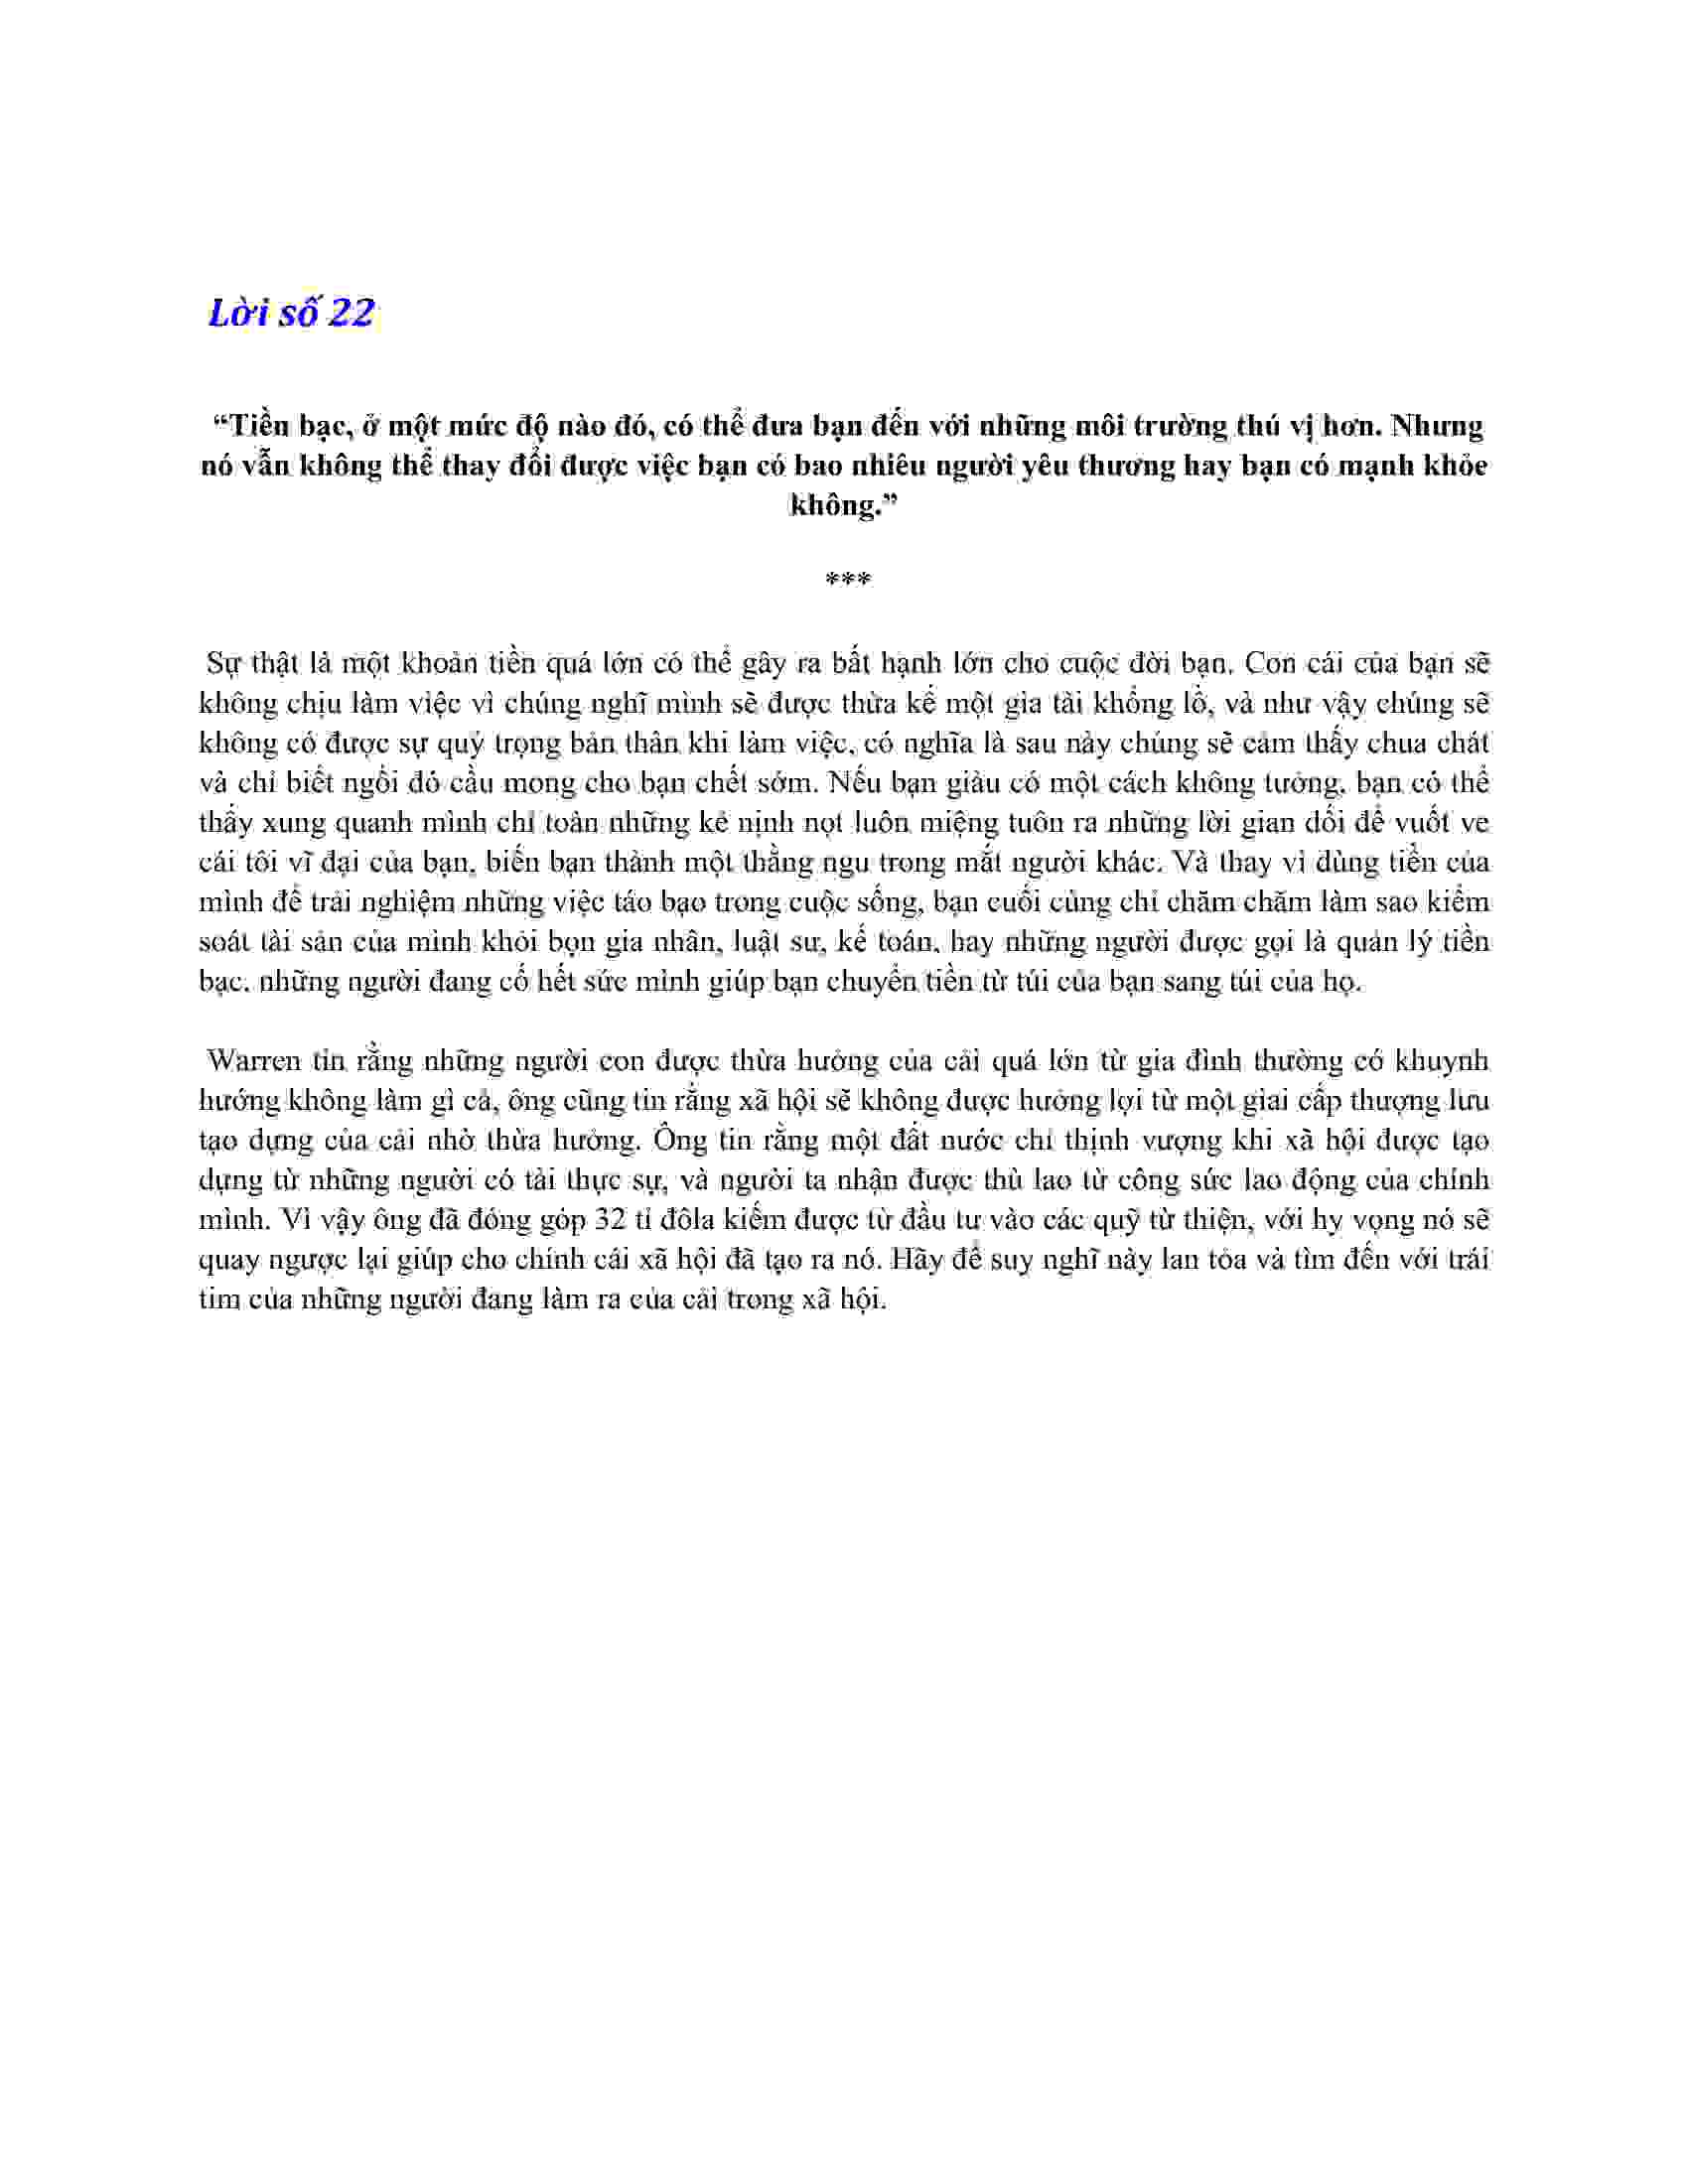 Lời số 22
“Tiền bạc, ở một mức độ nào đó, có thể đưa bạn đến với những môi trường thú vị hơn. Nhưng
nó vẫn không thể thay đổi được việc bạn có bao nhiêu người yêu thương hay bạn có mạnh khỏe
không.”
***
Sự thật là một khoản tiền quá lớn có thể gây ra bất hạnh lớn cho cuộc đời bạn. Con cái của bạn sẽ
không chịu làm việc vì chúng nghĩ mình sẽ được thừa kế một gia tài khổng lồ, và như vậy chúng sẽ
không có được sự quý trọng bản thân khi làm việc, có nghĩa là sau này chúng sẽ cảm thấy chua chát
và chỉ biết ngồi đó cầu mong cho bạn chết sớm. Nếu bạn giàu có một cách không tưởng, bạn có thể
thấy xung quanh mình chỉ toàn những kẻ nịnh nọt luôn miệng tuôn ra những lời gian dối để vuốt ve
cái tôi vĩ đại của bạn, biến bạn thành một thằng ngu trong mắt người khác. Và thay vì dùng tiền của
mình để trải nghiệm những việc táo bạo trong cuộc sống, bạn cuối cùng chỉ chăm chăm làm sao kiểm
soát tài sản của mình khỏi bọn gia nhân, luật sư, kế toán, hay những người được gọi là quản lý tiền
bạc, những người đang cố hết sức mình giúp bạn chuyển tiền từ túi của bạn sang túi của họ.
Warren tin rằng những người con được thừa hưởng của cải quá lớn từ gia đình thường có khuynh
hướng không làm gì cả, ông cũng tin rằng xã hội sẽ không được hưởng lợi từ một giai cấp thượng lưu
tạo dựng của cải nhờ thừa hưởng. Ông tin rằng một đất nước chỉ thịnh vượng khi xã hội được tạo
dựng từ những người có tài thực sự, và người ta nhận được thù lao từ công sức lao động của chính
mình. Vì vậy ông đã đóng góp 32 tỉ đôla kiếm được từ đầu tư vào các quỹ từ thiện, với hy vọng nó sẽ
quay ngược lại giúp cho chính cái xã hội đã tạo ra nó. Hãy để suy nghĩ này lan tỏa và tìm đến với trái
tim của những người đang làm ra của cải trong xã hội.